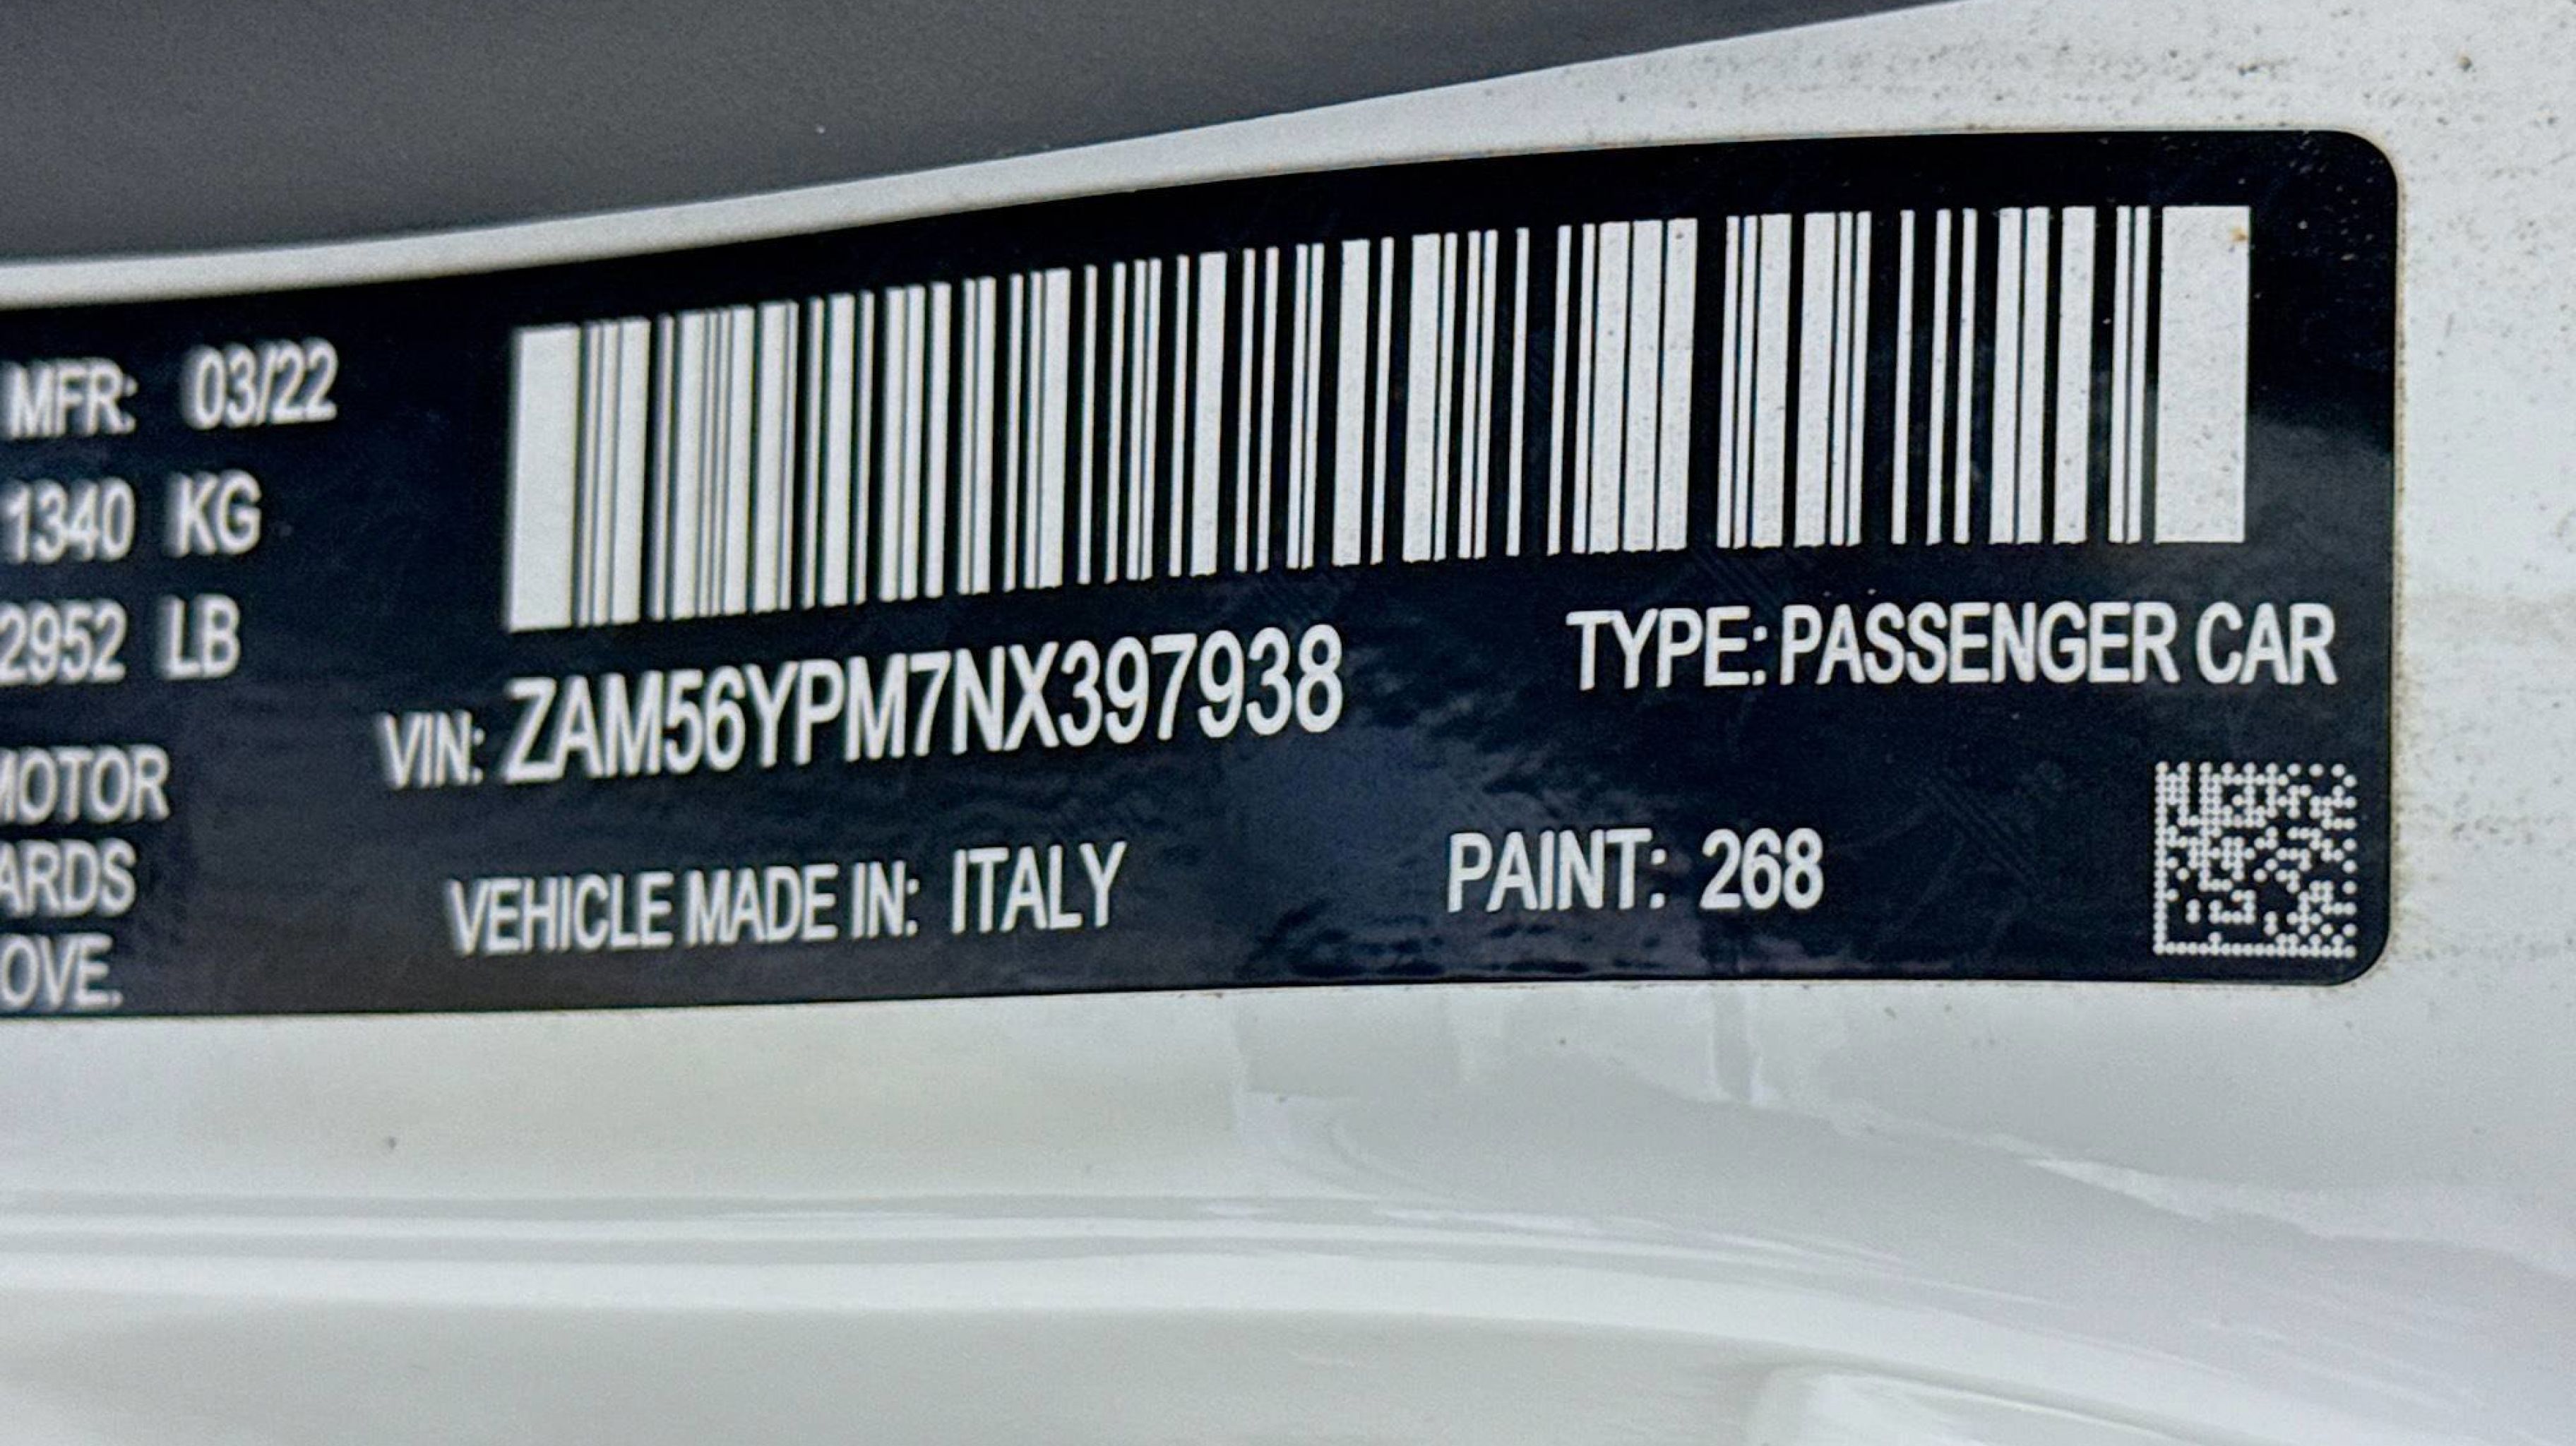 MFR: 03/22
1340 KG
2952 LB
VIN: ZAM56YPM7NX397938
TYPE: PASSENGER CAR
MOTOR
ARDS
VEHICLE MADE IN: ITALY
PAINT: 268
OVE.